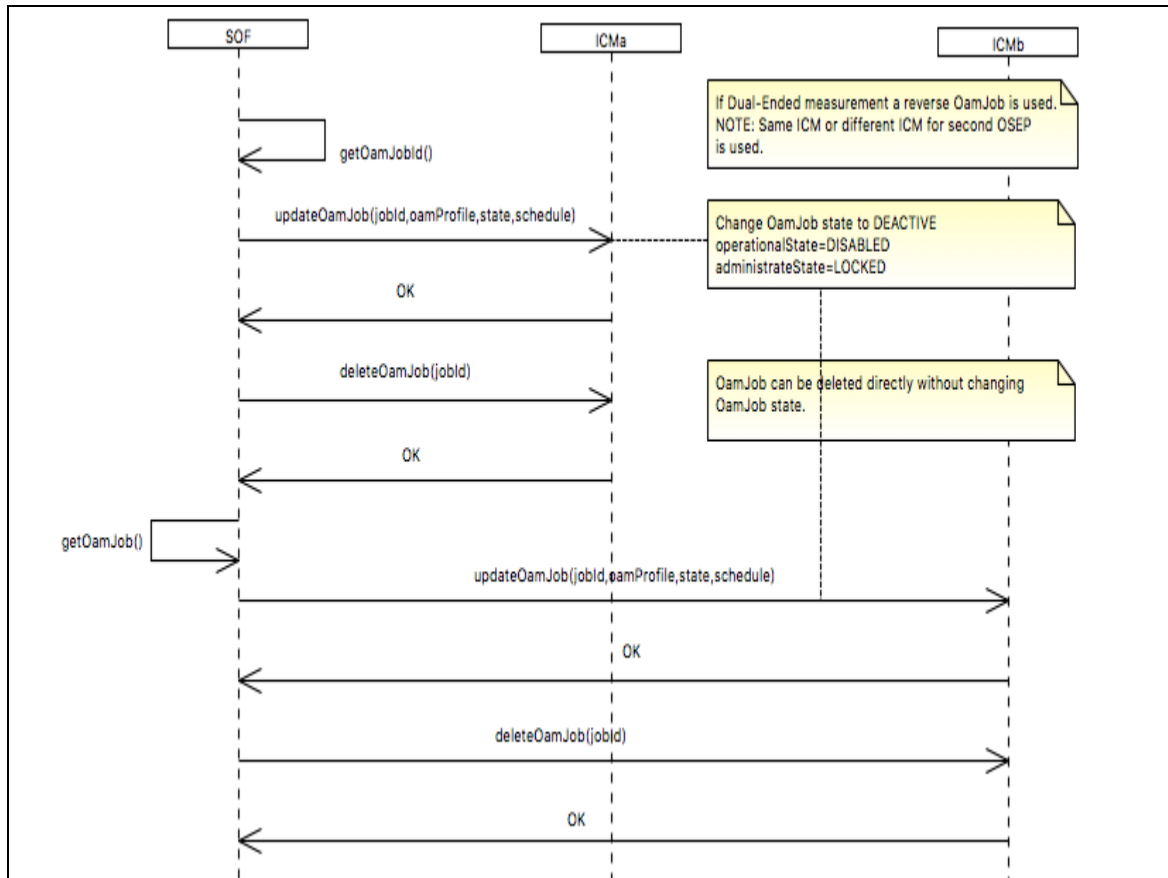 SOF
ICMa
ICMb
If Dual-Ended measurement a reverse OamJob is used.
NOTE: Same ICM or different ICM for second OSEP
is used.
getOamJobId()
updateOamJob(jobId,oamProfile,state,schedule)
Change OamJob state to DEACTIVE
operationalState=DISABLED
administrateState=LOCKED
OK
deleteOamJob(jobId)
OamJob can be deleted directly without changing
OamJob state.
OK
getOamJob()
updateOamJob(jobId,oamProfile,state,schedule)
OK
deleteOamJob(jobId)
OK